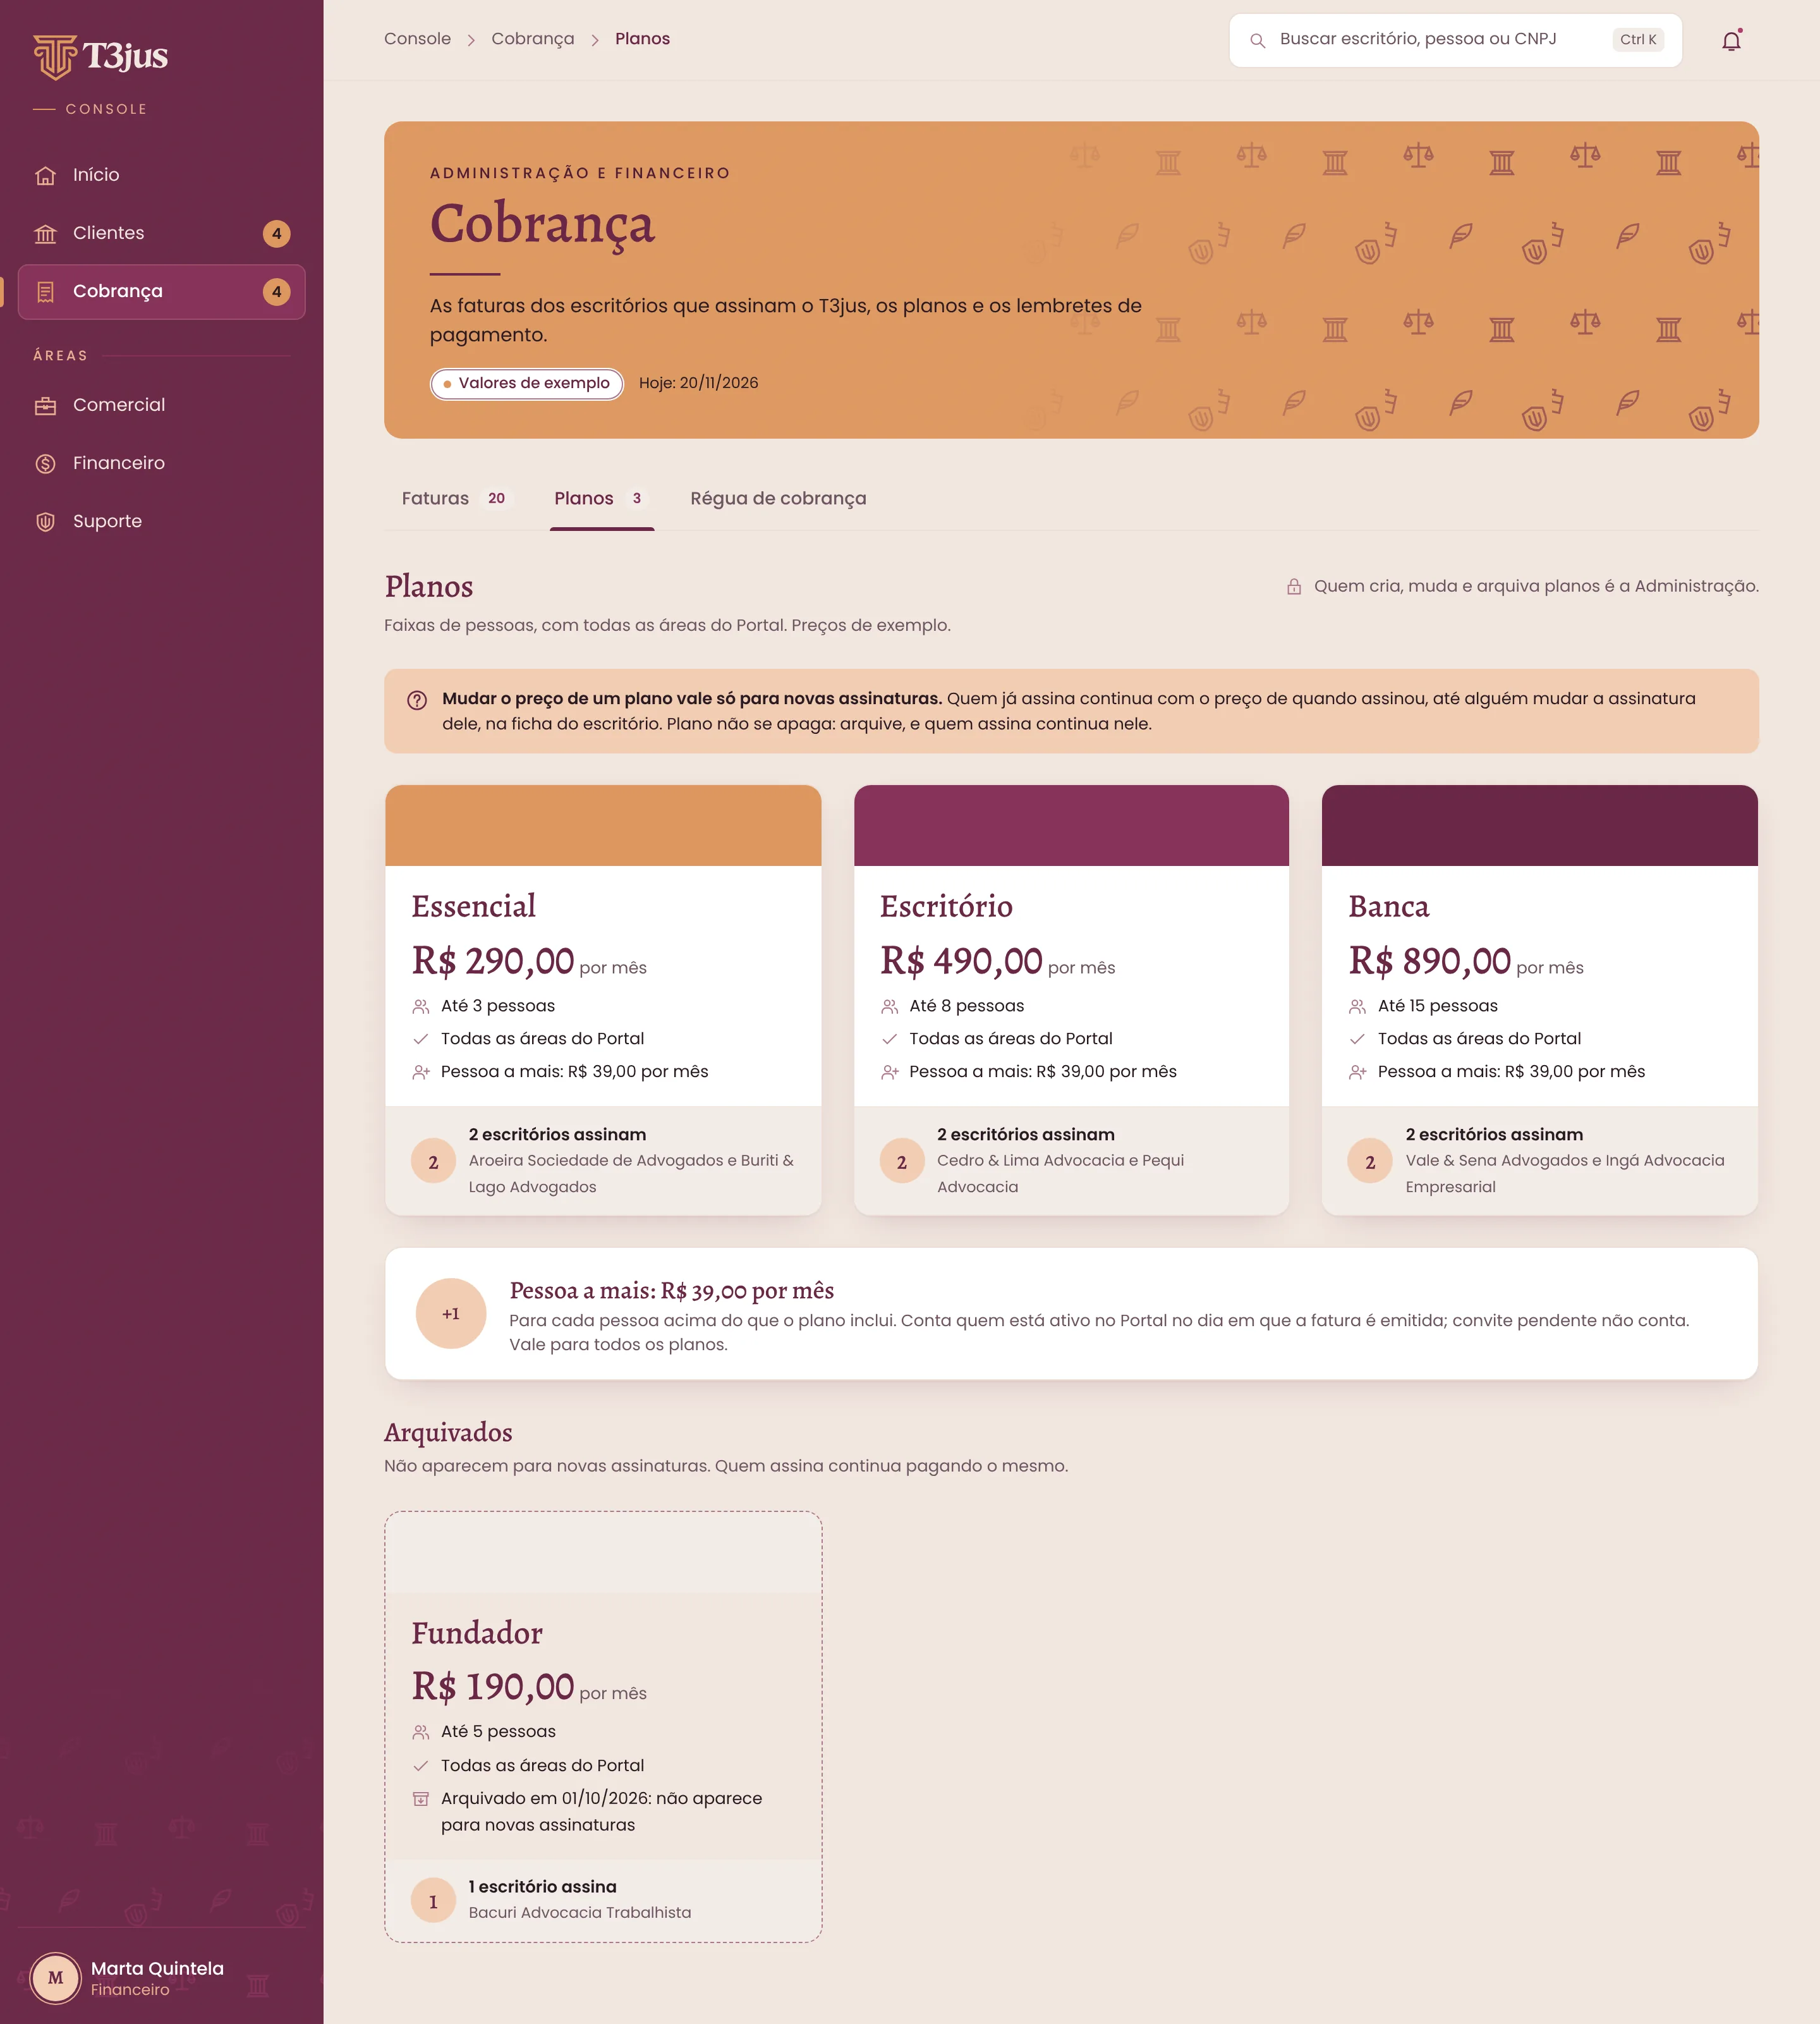 T3jus
CONSOLE
Início
Clientes 4
Cobrança 4
ÁREAS
Comercial
Financeiro
Suporte
M
Marta Quintela
Financeiro
Console > Cobrança > Planos
Buscar escritório, pessoa ou CNPJ Ctrl K
ADMINISTRAÇÃO E FINANCEIRO
Cobrança
As faturas dos escritórios que assinam o T3jus, os planos e os lembretes de
pagamento.
Valores de exemplo Hoje: 20/11/2026
Faturas 20 Planos 3 Régua de cobrança
Planos
Quem cria, muda e arquiva planos é a Administração.
Faixas de pessoas, com todas as áreas do Portal. Preços de exemplo.
Mudar o preço de um plano vale só para novas assinaturas. Quem já assina continua com o preço de quando assinou, até alguém mudar a assinatura
dele, na ficha do escritório. Plano não se apaga: arquive, e quem assina continua nele.
Essencial
R$ 290,00 por mês
Até 3 pessoas
Todas as áreas do Portal
Pessoa a mais: R$ 39,00 por mês
2
2 escritórios assinam
Aroeira Sociedade de Advogados e Buriti &
Lago Advogados
Escritório
R$ 490,00 por mês
Até 8 pessoas
Todas as áreas do Portal
Pessoa a mais: R$ 39,00 por mês
2
2 escritórios assinam
Cedro & Lima Advocacia e Pequi
Advocacia
Banca
R$ 890,00 por mês
Até 15 pessoas
Todas as áreas do Portal
Pessoa a mais: R$ 39,00 por mês
2
2 escritórios assinam
Vale & Sena Advogados e Ingá Advocacia
Empresarial
+1
Pessoa a mais: R$ 39,00 por mês
Para cada pessoa acima do que o plano inclui. Conta quem está ativo no Portal no dia em que a fatura é emitida; convite pendente não conta.
Vale para todos os planos.
Arquivados
Não aparecem para novas assinaturas. Quem assina continua pagando o mesmo.
Fundador
R$ 190,00 por mês
Até 5 pessoas
Todas as áreas do Portal
Arquivado em 01/10/2026: não aparece
para novas assinaturas
1
1 escritório assina
Bacuri Advocacia Trabalhista